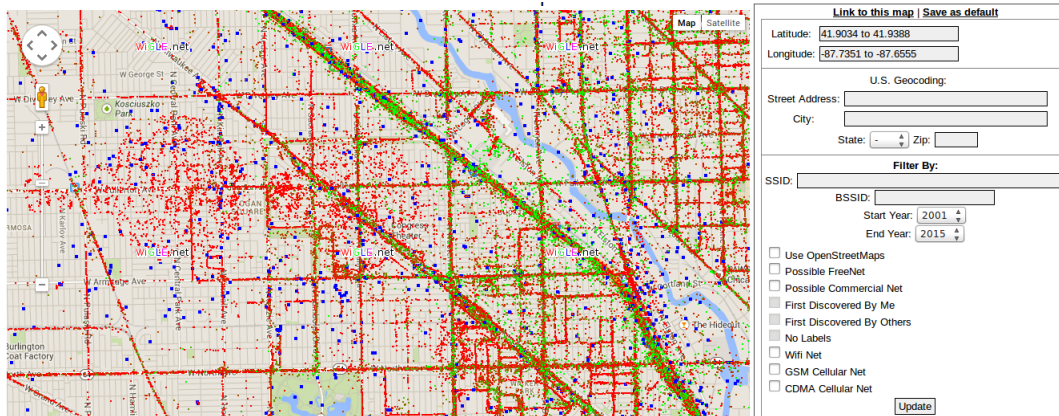 Map Satellite
WiGLE.net WiGLE.net WiGLE.net
W George St
Kosciuszko
Park
Congress
Theater
WiGLE.net WiGLE.net WiGLE.net
W Armitage Ave
The Hideout
Burlington
Coat Factory
Link to this map | Save as default
Latitude: 41.9034 to 41.9388
Longitude: -87.7351 to -87.6555
U.S. Geocoding:
Street Address:
City:
State: - Zip:
Filter By:
SSID:
BSSID:
Start Year: 2001
End Year: 2015
Use OpenStreetMaps
Possible FreeNet
Possible Commercial Net
First Discovered By Me
First Discovered By Others
No Labels
Wifi Net
GSM Cellular Net
CDMA Cellular Net
Update